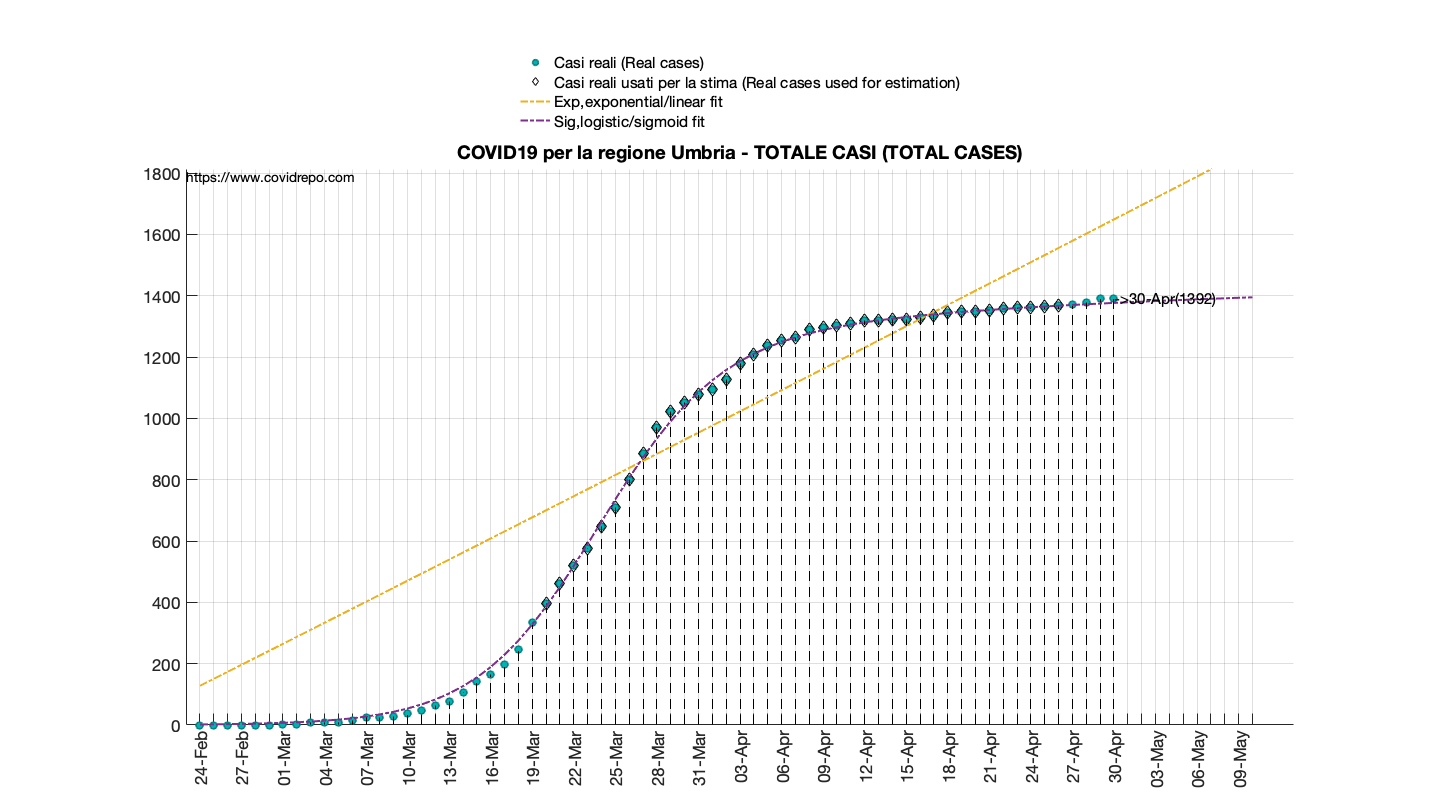 Casi reali (Real cases)
Casi reali usati per la stima (Real cases used for estimation)
Exp,exponential/linear fit
Sig,logistic/sigmoid fit
COVID19 per la regione Umbria - TOTALE CASI (TOTAL CASES)
https://www.covidrepo.com
1800
1600
1400
1200
1000
800
600
400
200
0
>30-Apr(1392)
24-Feb
27-Feb
01-Mar
04-Mar
07-Mar
10-Mar
13-Mar
16-Mar
19-Mar
22-Mar
25-Mar
28-Mar
31-Mar
03-Apr
06-Apr
09-Apr
12-Apr
15-Apr
18-Apr
21-Apr
24-Apr
27-Apr
30-Apr
03-May
06-May
09-May